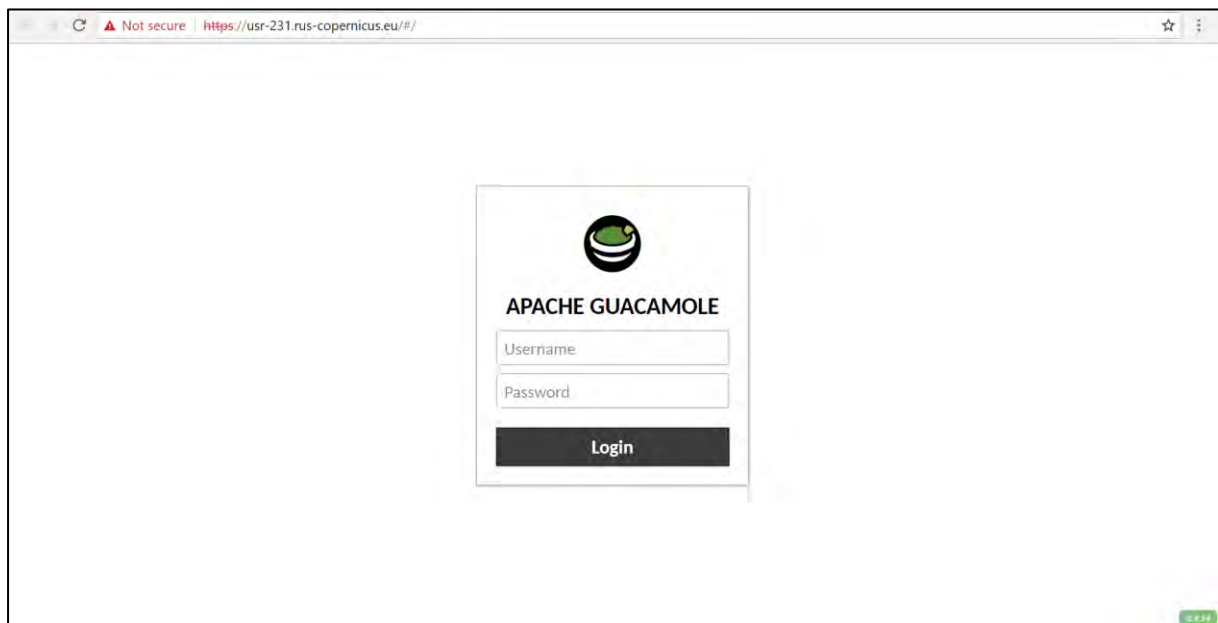 Not secure https://usr-231.rus-copernicus.eu/#/
APACHE GUACAMOLE
Username
Password
Login